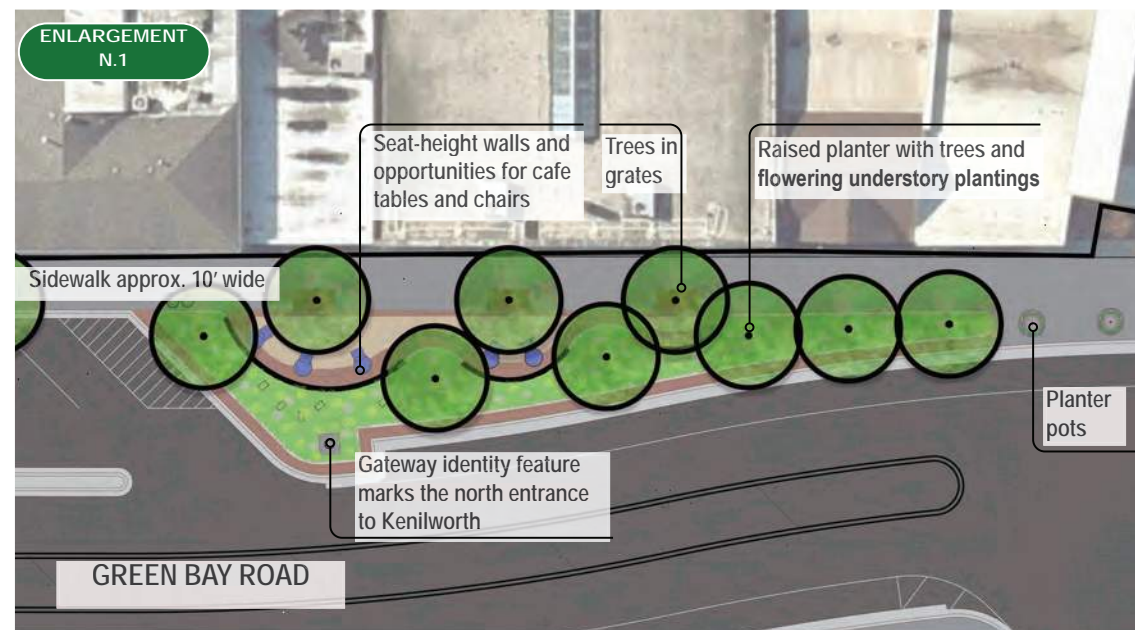 ENLARGEMENT
N.1
Seat-height walls and
opportunities for cafe
tables and chairs
Trees in
grates
Raised planter with trees and
flowering understory plantings
Sidewalk approx. 10’ wide
Planter
pots
Gateway identity feature
marks the north entrance
to Kenilworth
GREEN BAY ROAD